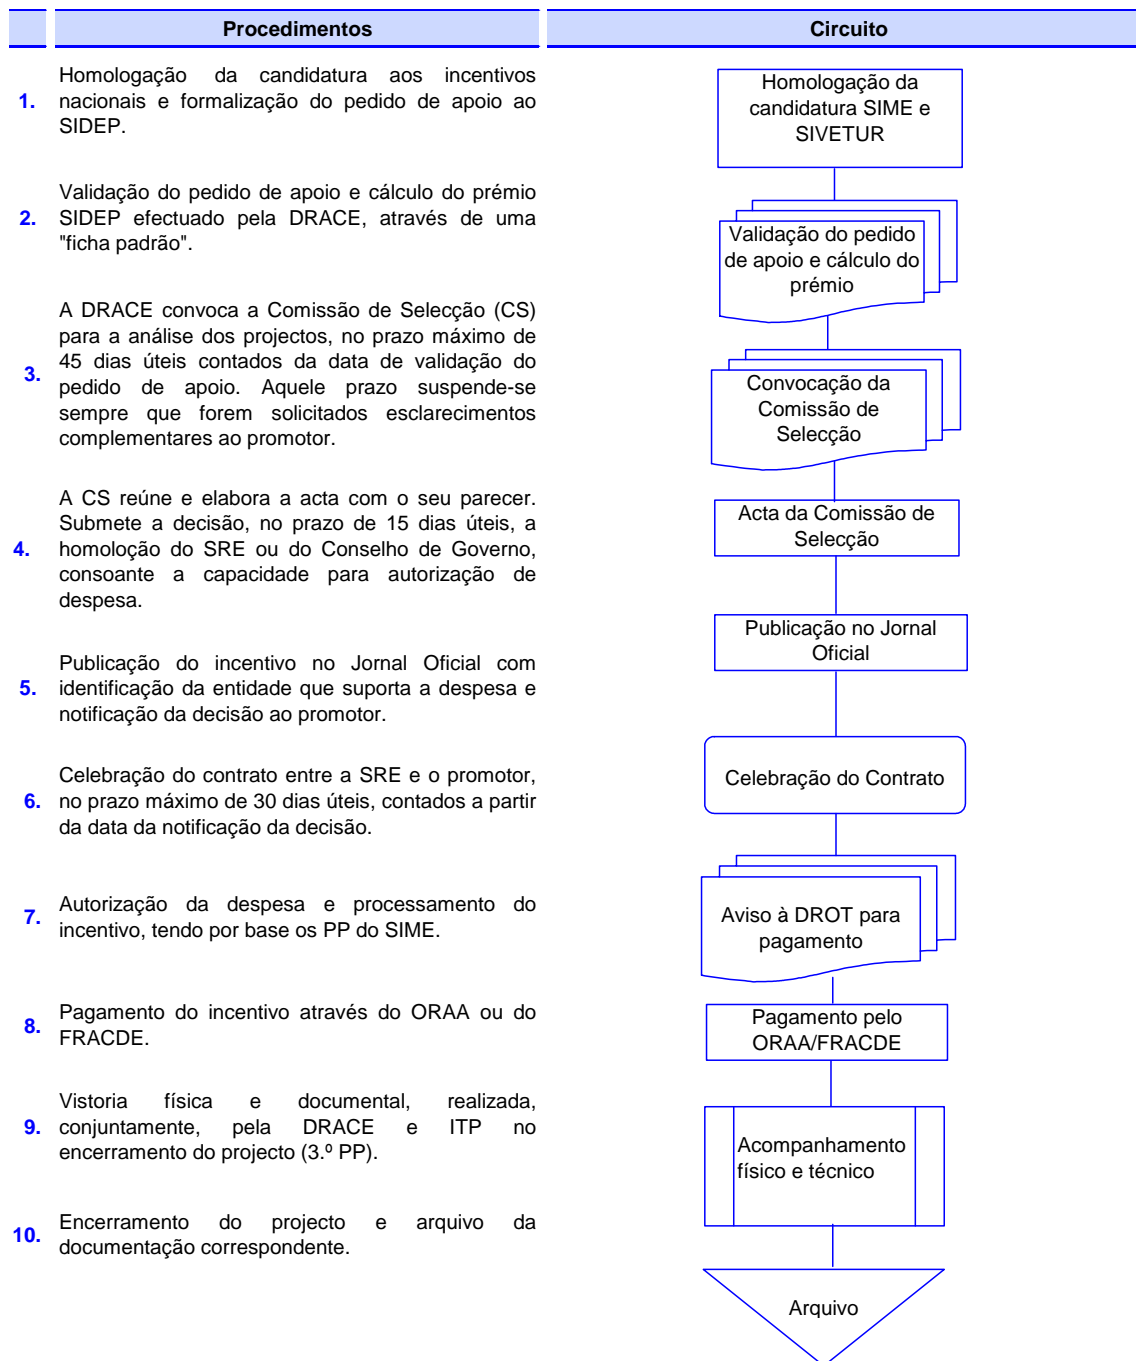 Procedimentos
Circuito
1.
Homologação da candidatura aos incentivos
nacionais e formalização do pedido de apoio ao
SIDEP.
Homologação da
candidatura SIME e
SIVETUR
2.
Validação do pedido de apoio e cálculo do prémio
SIDEP efectuado pela DRACE, através de uma
"ficha padrão".
Validação do pedido
de apoio e cálculo do
prémio
3.
A DRACE convoca a Comissão de Selecção (CS)
para a análise dos projectos, no prazo máximo de
45 dias úteis contados da data de validação do
pedido de apoio. Aquele prazo suspende-se
sempre que forem solicitados esclarecimentos
complementares ao promotor.
Convocação da
Comissão de
Selecção
4.
A CS reúne e elabora a acta com o seu parecer.
Submete a decisão, no prazo de 15 dias úteis, a
homoloção do SRE ou do Conselho de Governo,
consoante a capacidade para autorização de
despesa.
Acta da Comissão de
Selecção
5.
Publicação do incentivo no Jornal Oficial com
identificação da entidade que suporta a despesa e
notificação da decisão ao promotor.
Publicação no Jornal
Oficial
6.
Celebração do contrato entre a SRE e o promotor,
no prazo máximo de 30 dias úteis, contados a partir
da data da notificação da decisão.
Celebração do Contrato
7.
Autorização da despesa e processamento do
incentivo, tendo por base os PP do SIME.
Aviso à DROT para
pagamento
8.
Pagamento do incentivo através do ORAA ou do
FRACDE.
Pagamento pelo
ORAA/FRACDE
9.
Vistoria física e documental, realizada,
conjuntamente, pela DRACE e ITP no
encerramento do projecto (3.º PP).
Acompanhamento
físico e técnico
10.
Encerramento do projecto e arquivo da
documentação correspondente.
Arquivo